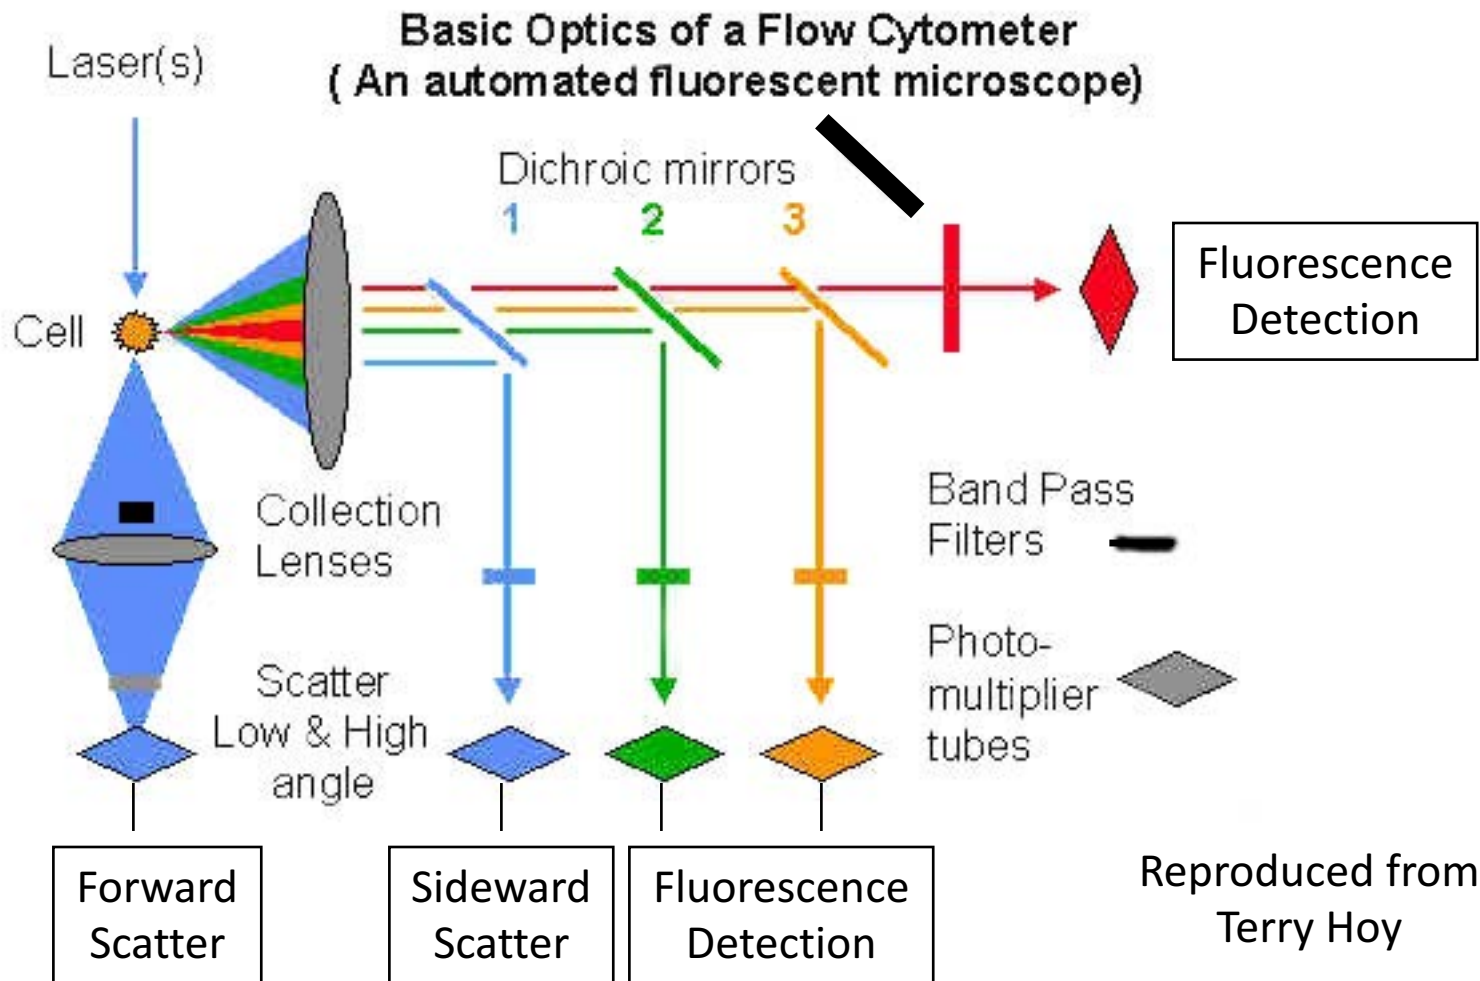 Basic Optics of a Flow Cytometer
( An automated fluorescent microscope)
Laser(s)
Dichroic mirrors
1 2 3
Cell
Fluorescence
Detection
Collection
Lenses
Band Pass
Filters
Scatter
Low & High
angle
Photo-
multiplier
tubes
Forward
Scatter
Sideward
Scatter
Fluorescence
Detection
Reproduced from
Terry Hoy